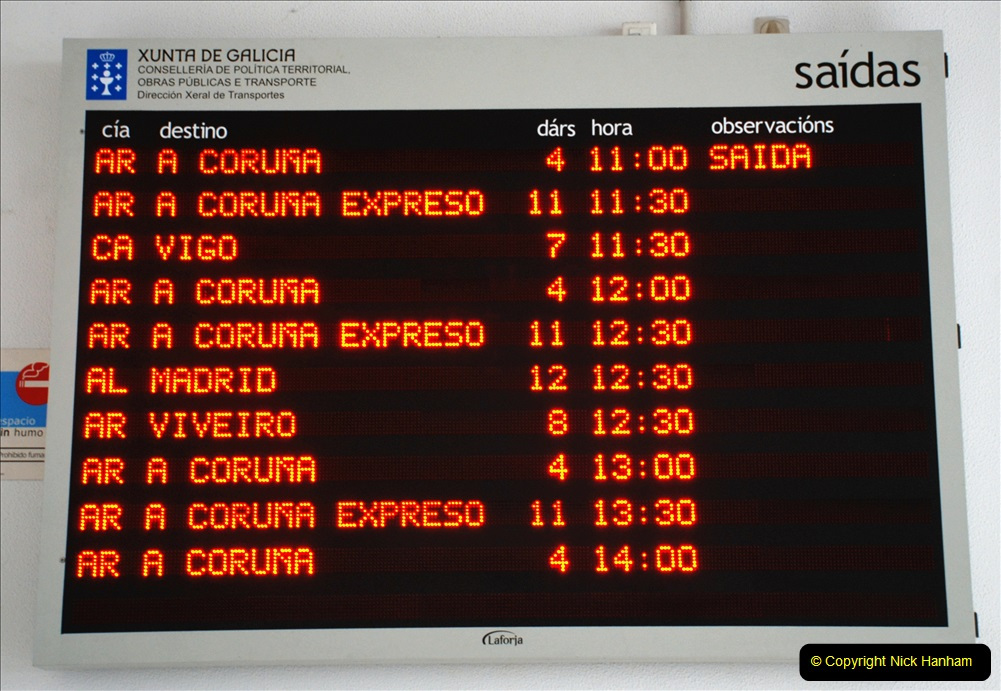 XUNTA DE GALICIA
CONSELLERÍA DE POLÍTICA TERRITORIAL,
OBRAS PÚBLICAS E TRANSPORTE
Dirección Xeral de Transportes
saídas
cía destino dárs hora observacións
AR A CORUÑA 4 11:00 SAIDA
AR A CORUÑA EXPRESO 11 11:30
CA VIGO 7 11:30
AR A CORUÑA 4 12:00
AR A CORUÑA EXPRESO 11 12:30
AL MADRID 12 12:30
AR VIVEIRO 8 12:30
AR A CORUÑA 4 13:00
AR A CORUÑA EXPRESO 11 13:30
AR A CORUÑA 4 14:00
Laforja
espacio
in humo
Prohibido fuma
© Copyright Nick Hanham